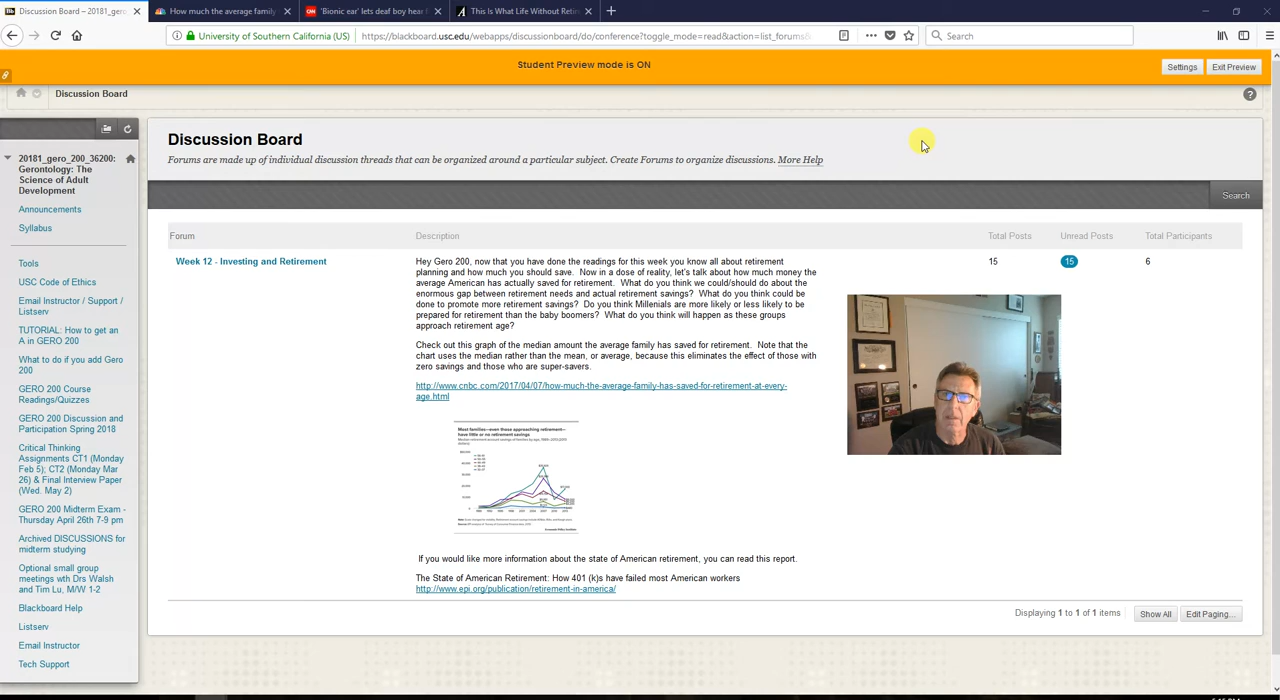 Discussion Board – 20181_gero
How much the average family
'Bionic ear' lets deaf boy hear f
This Is What Life Without Retir
University of Southern California (US)
https://blackboard.usc.edu/webapps/discussionboard/do/conference?toggle_mode=read&action=list_forums&
Search
Student Preview mode is ON
Settings
Exit Preview
Discussion Board
20181_gero_200_36200:
Gerontology: The
Science of Adult
Development
Announcements
Syllabus
Tools
USC Code of Ethics
Email Instructor / Support /
Listserv
TUTORIAL: How to get an
A in GERO 200
What to do if you add Gero
200
GERO 200 Course
Readings/Quizzes
GERO 200 Discussion and
Participation Spring 2018
Critical Thinking
Assignments CT1 (Monday
Feb 5); CT2 (Monday Mar
26) & Final Interview Paper
(Wed. May 2)
GERO 200 Midterm Exam -
Thursday April 26th 7-9 pm
Archived DISCUSSIONS for
midterm studying
Optional small group
meetings wth Drs Walsh
and Tim Lu, M/W 1-2
Blackboard Help
Listserv
Email Instructor
Tech Support
Discussion Board
Forums are made up of individual discussion threads that can be organized around a particular subject. Create Forums to organize discussions. More Help
Search
Forum
Description
Total Posts
Unread Posts
Total Participants
Week 12 - Investing and Retirement
Hey Gero 200, now that you have done the readings for this week you know all about retirement
planning and how much you should save. Now in a dose of reality, let's talk about how much money the
average American has actually saved for retirement. What do you think we could/should do about the
enormous gap between retirement needs and actual retirement savings? What do you think could be
done to promote more retirement savings? Do you think Millenials are more likely or less likely to be
prepared for retirement than the baby boomers? What do you think will happen as these groups
approach retirement age?
Check out this graph of the median amount the average family has saved for retirement. Note that the
chart uses the median rather than the mean, or average, because this eliminates the effect of those with
zero savings and those who are super-savers.
http://www.cnbc.com/2017/04/07/how-much-the-average-family-has-saved-for-retirement-at-every-
age.html
Most families—even those approaching retirement—
have little or no retirement savings
If you would like more information about the state of American retirement, you can read this report.
The State of American Retirement: How 401 (k)s have failed most American workers
http://www.epi.org/publication/retirement-in-america/
15
15
6
Displaying 1 to 1 of 1 items
Show All
Edit Paging...